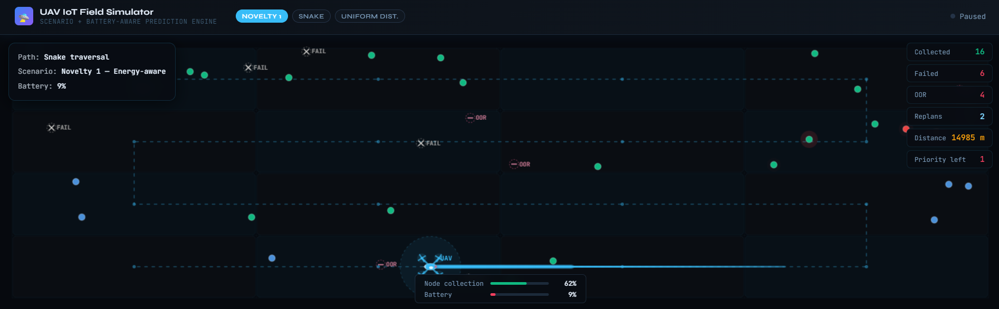 UAV IoT Field Simulator
SCENARIO + BATTERY-AWARE PREDICTION ENGINE
NOVELTY 1
SNAKE
UNIFORM DIST.
Paused
Path: Snake traversal
Scenario: Novelty 1 — Energy-aware
Battery: 9%
FAIL
FAIL
Collected 16
Failed 6
OOR 4
Replans 2
Distance 14985 m
Priority left 1
OOR
FAIL
FAIL
OOR
OOR
UAV
Node collection 62%
Battery 9%